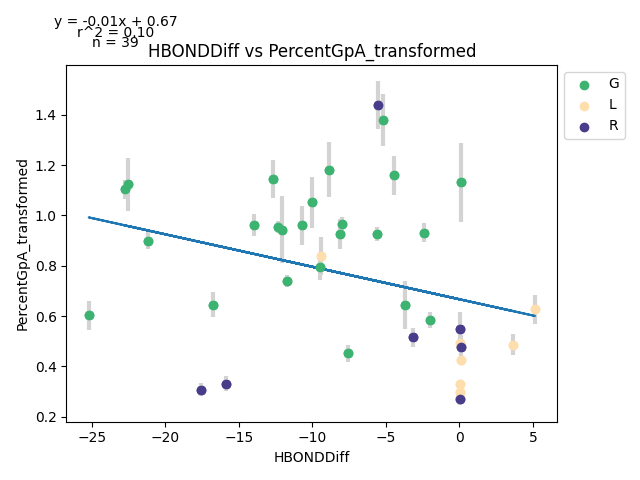 y = -0.01x + 0.67
r^2 = 0.10
n = 39
HBONDDiff vs PercentGpA_transformed
G
L
R
1.4
1.2
1.0
0.8
0.6
0.4
0.2
PercentGpA_transformed
−25
−20
−15
−10
−5
0
5
HBONDDiff